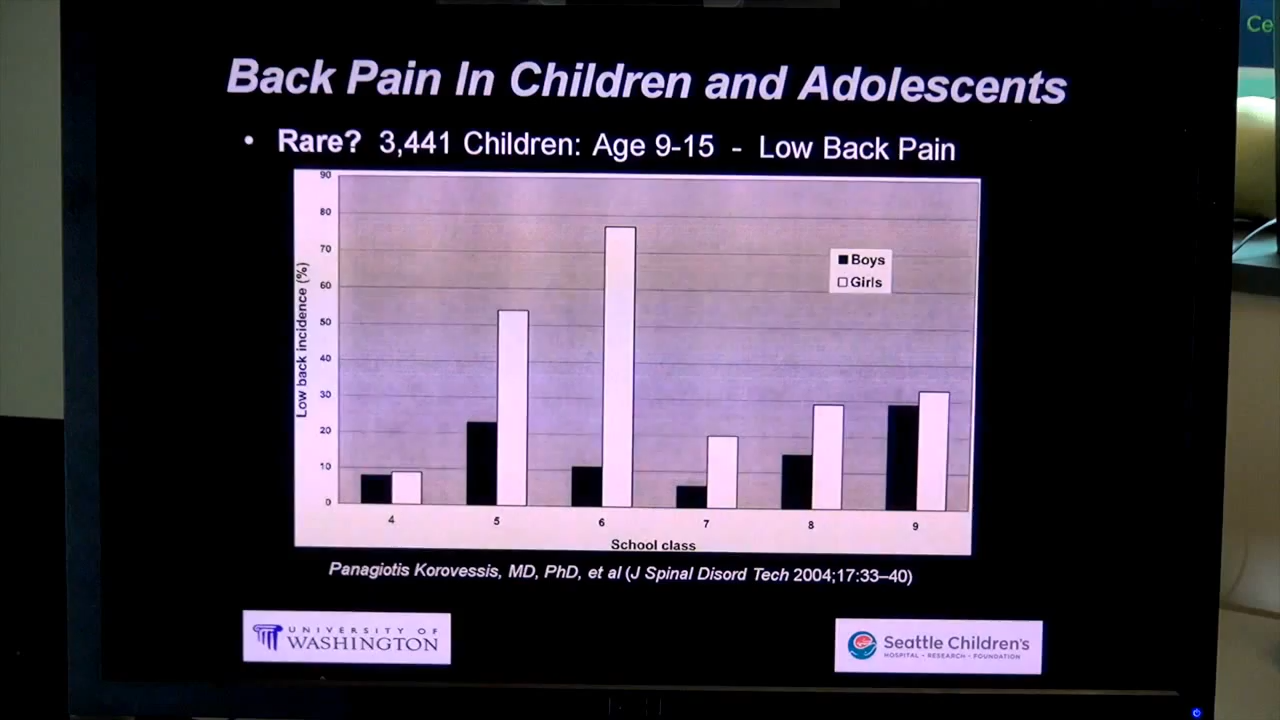 Ce
Back Pain In Children and Adolescents
• Rare? 3,441 Children: Age 9-15 - Low Back Pain
90
80
70
60
50
40
30
20
10
0
Low back incidence (%)
Boys
Girls
4 5 6 7 8 9
School class
Panagiotis Korovessis, MD, PhD, et al (J Spinal Disord Tech 2004;17:33–40)
UNIVERSITY OF
WASHINGTON
Seattle Children's
HOSPITAL • RESEARCH • FOUNDATION